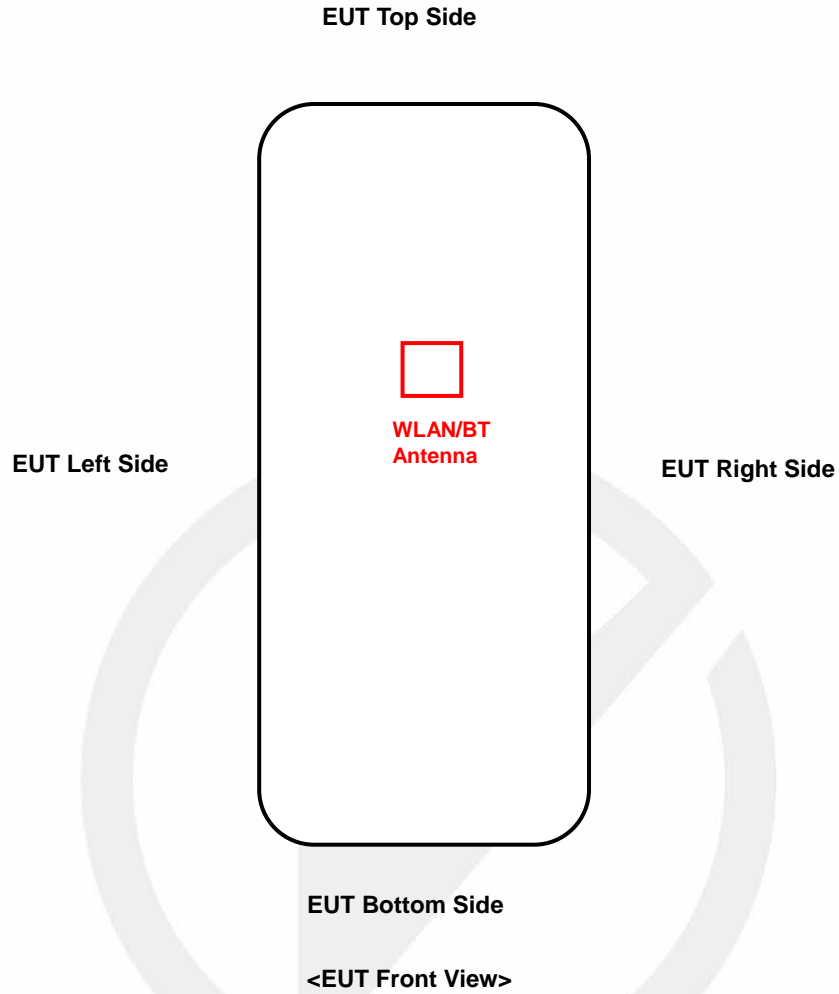 EUT Top Side
WLAN/BT
Antenna
EUT Left Side
EUT Right Side
EUT Bottom Side
<EUT Front View>